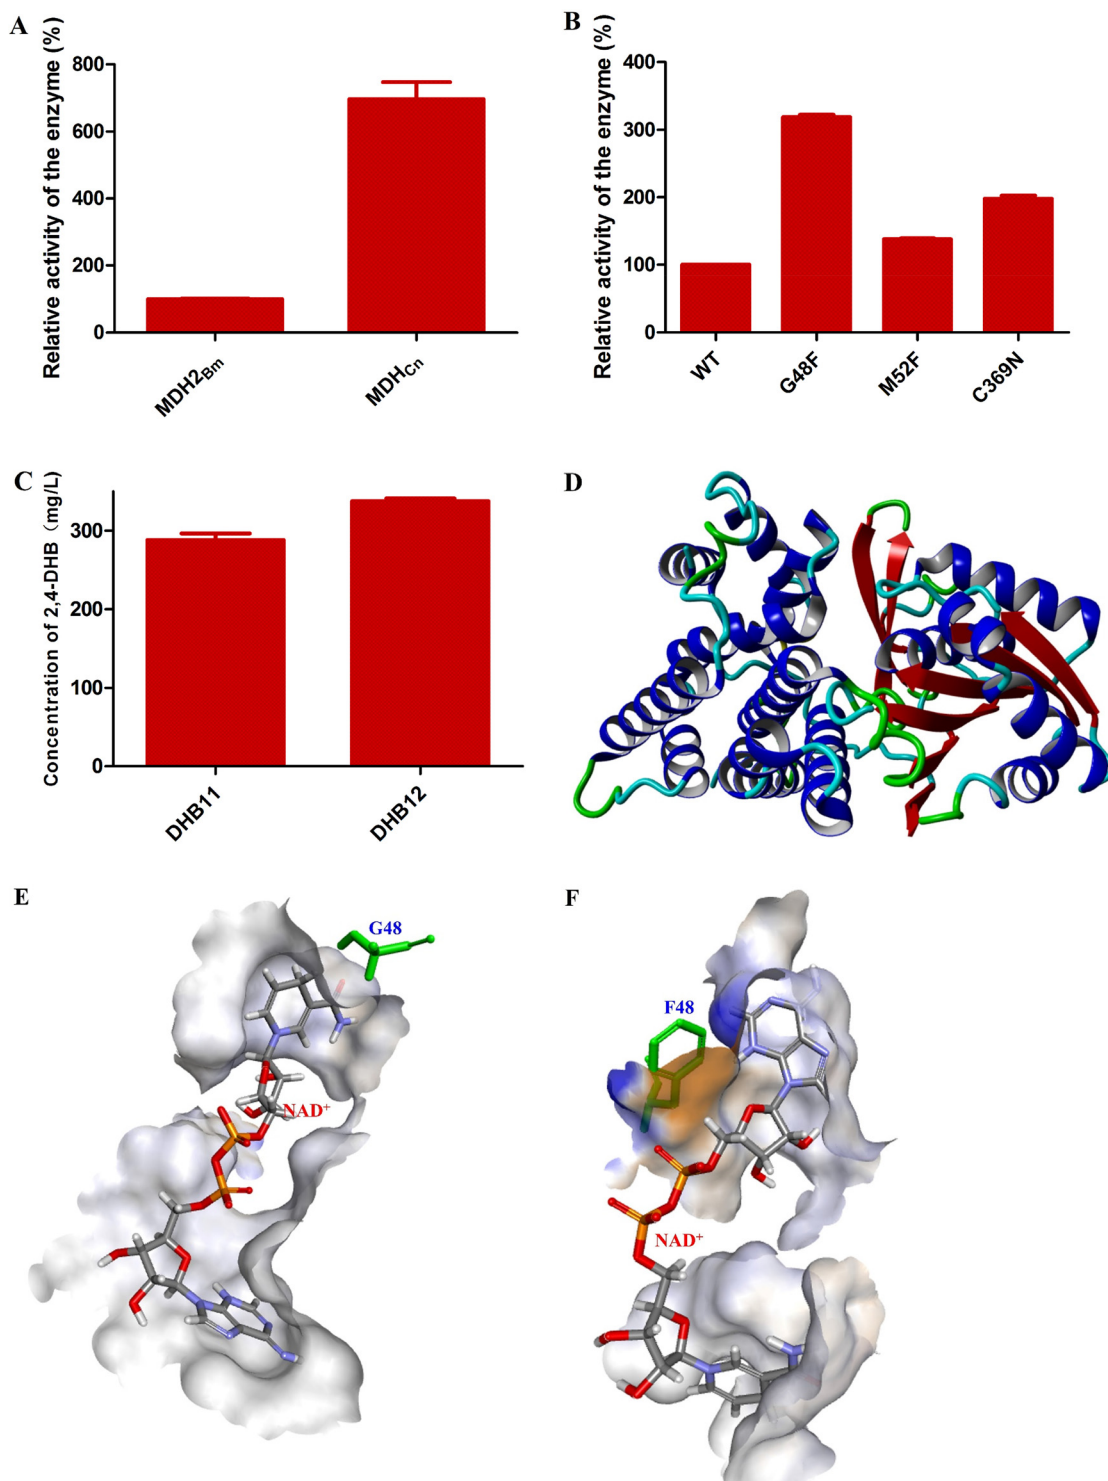 A
Relative activity of the enzyme (%)
800
600
400
200
0
MDH2Bm
MDHCn
B
Relative activity of the enzyme (%)
400
300
200
100
0
WT
G48F
M52F
C369N
C
Concentration of 2,4-DHB（mg/L)
300
200
100
0
DHB11
DHB12
D
E
G48
NAD+
F
F48
NAD+